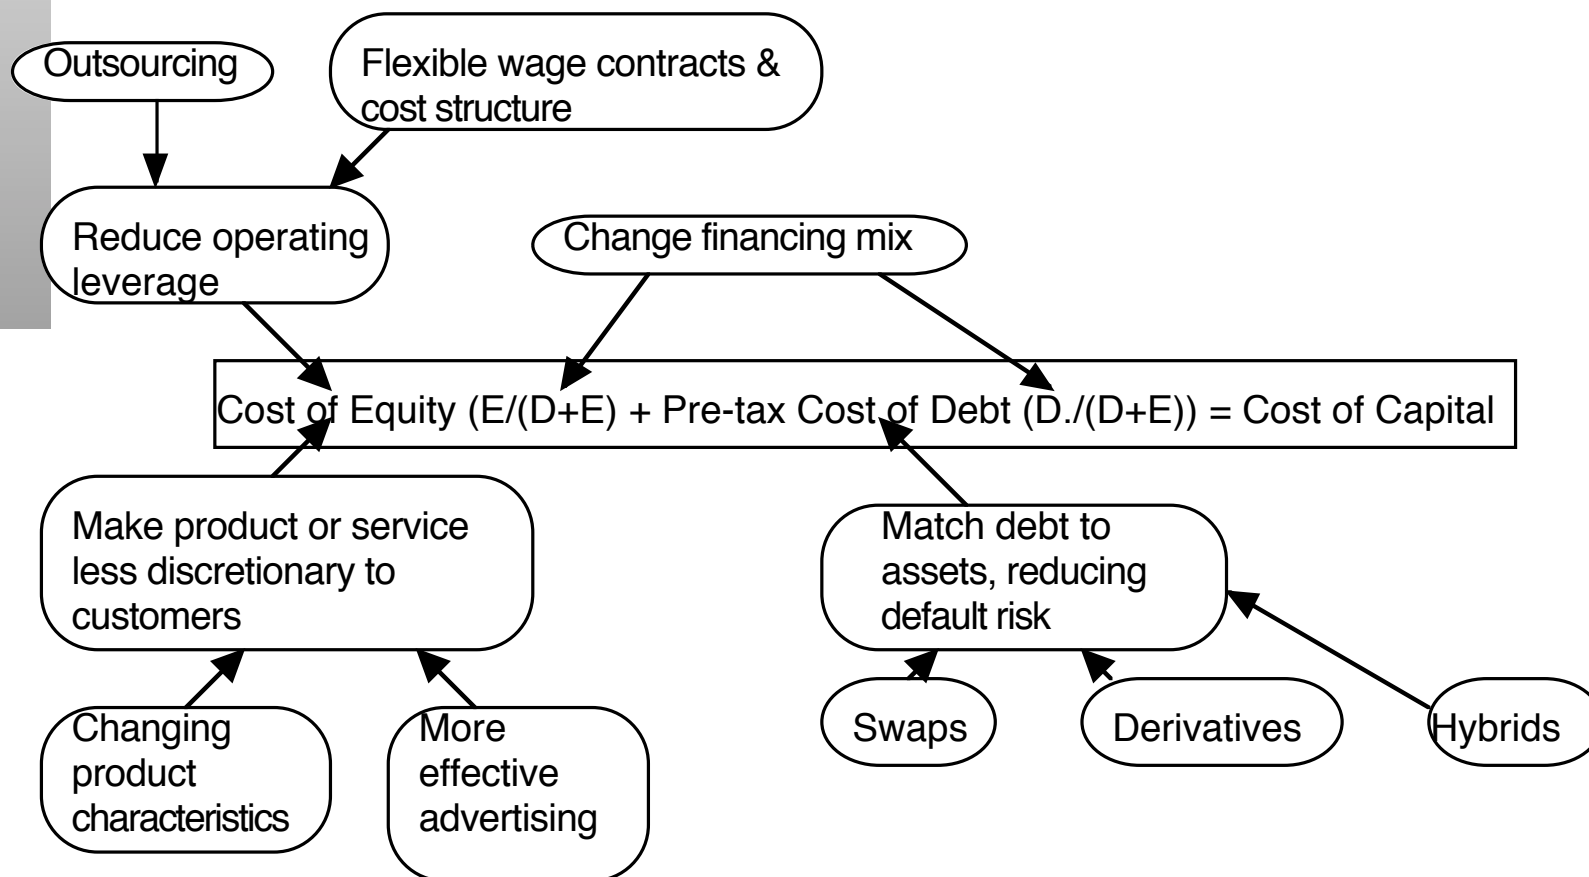 Outsourcing
Flexible wage contracts &
cost structure
Reduce operating
leverage
Change financing mix
Cost of Equity (E/(D+E) + Pre-tax Cost of Debt (D./(D+E)) = Cost of Capital
Make product or service
less discretionary to
customers
Match debt to
assets, reducing
default risk
Changing
product
characteristics
More
effective
advertising
Swaps
Derivatives
Hybrids